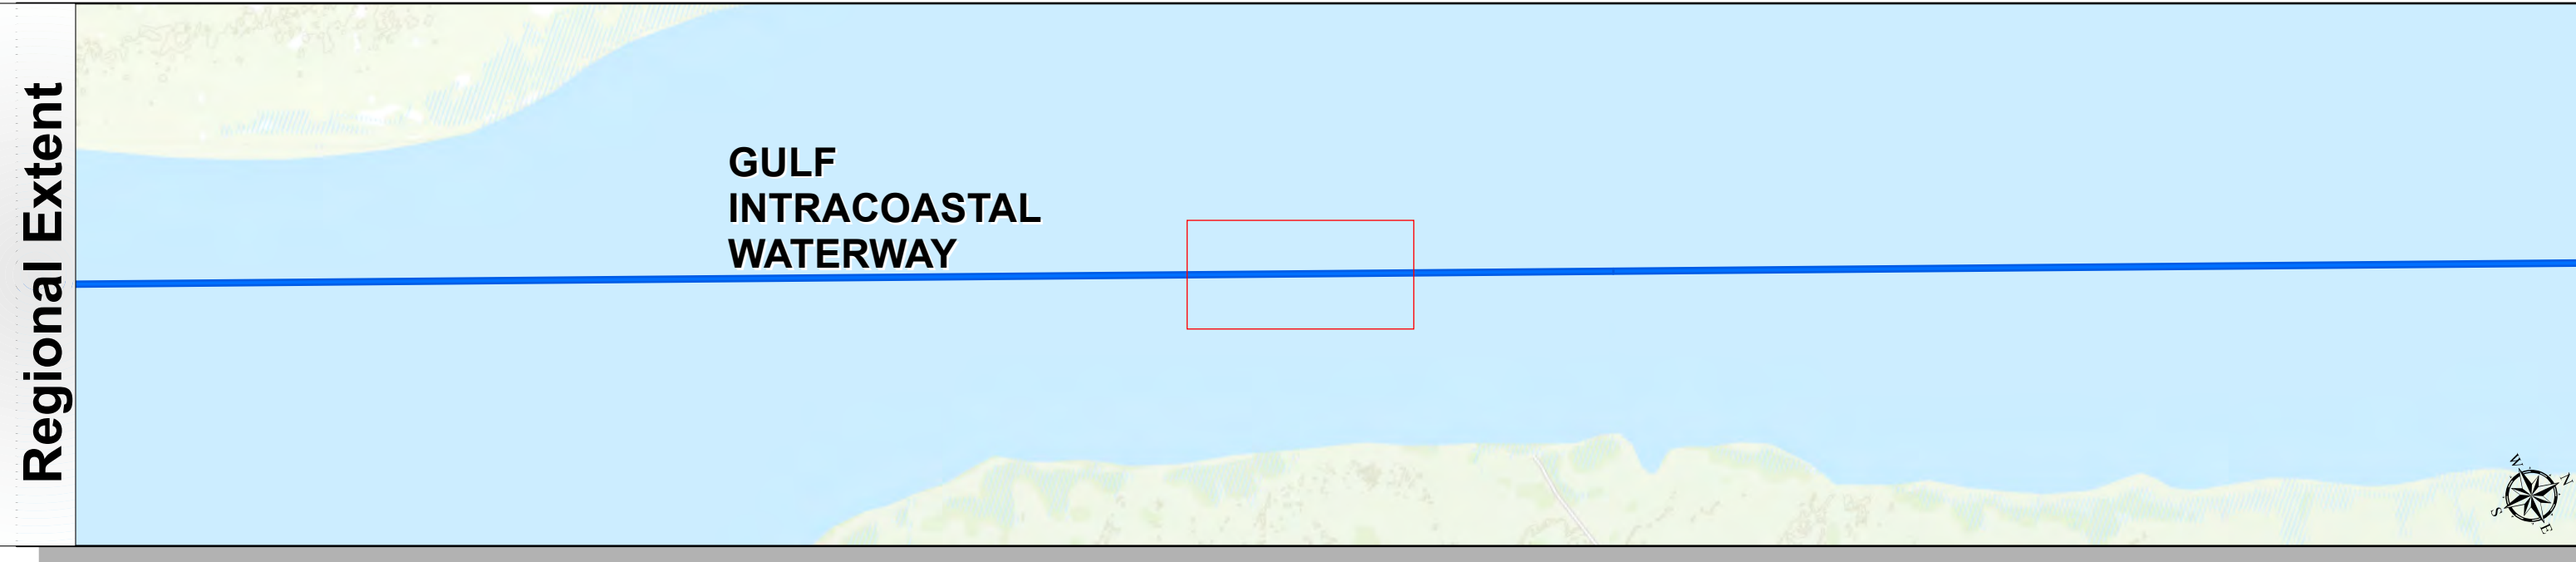 Regional Extent
GULF
INTRACOASTAL
WATERWAY
W
N
S
E